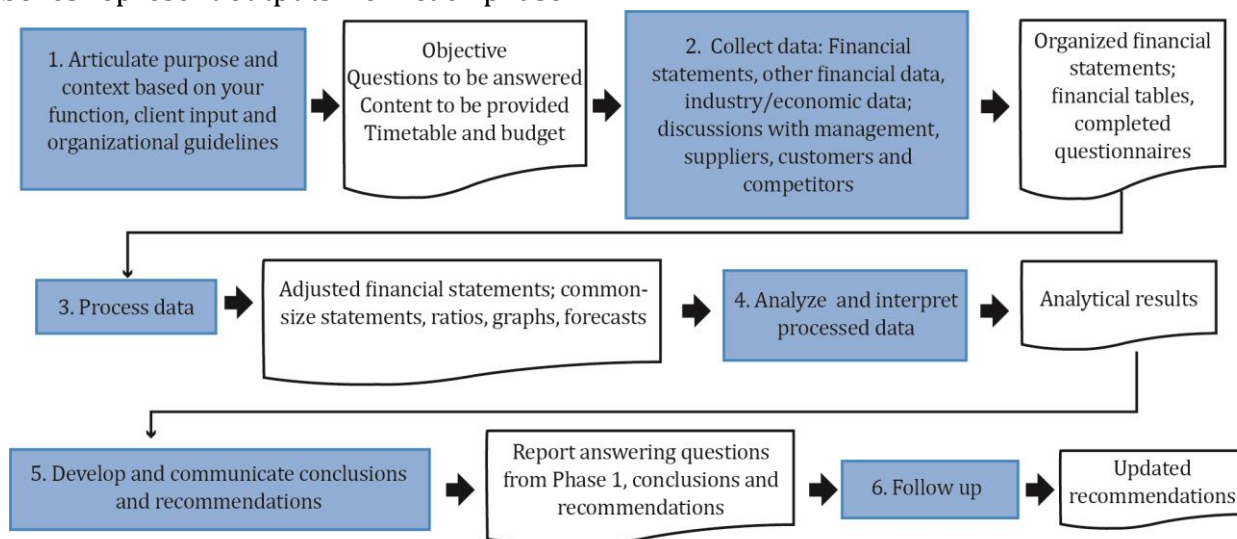 1. Articulate purpose and
context based on your
function, client input and
organizational guidelines
Objective
Questions to be answered
Content to be provided
Timetable and budget
2. Collect data: Financial
statements, other financial data,
industry/economic data;
discussions with management,
suppliers, customers and
competitors
Organized financial
statements;
financial tables,
completed
questionnaires
3. Process data
Adjusted financial statements; common-
size statements, ratios, graphs, forecasts
4. Analyze and interpret
processed data
Analytical results
5. Develop and communicate conclusions
and recommendations
Report answering questions
from Phase 1, conclusions and
recommendations
6. Follow up
Updated
recommendations